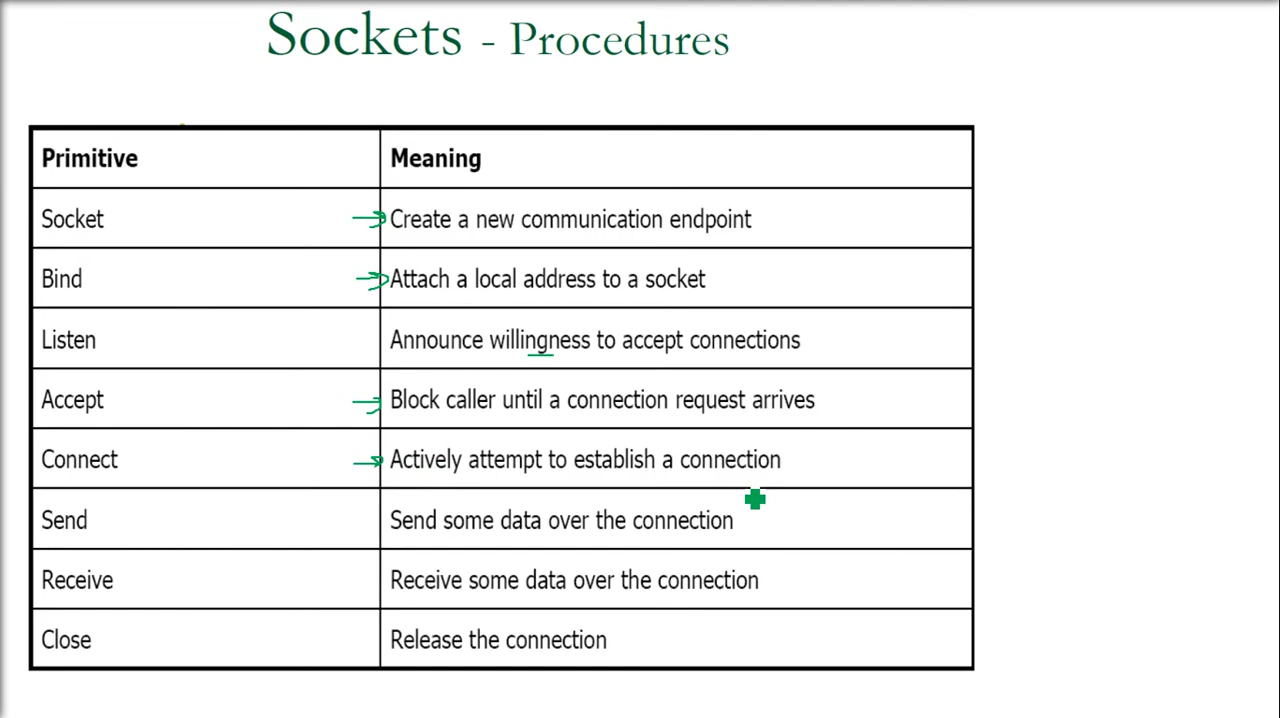 Sockets - Procedures
Primitive Meaning
Socket Create a new communication endpoint
Bind Attach a local address to a socket
Listen Announce willingness to accept connections
Accept Block caller until a connection request arrives
Connect Actively attempt to establish a connection
Send Send some data over the connection
Receive Receive some data over the connection
Close Release the connection